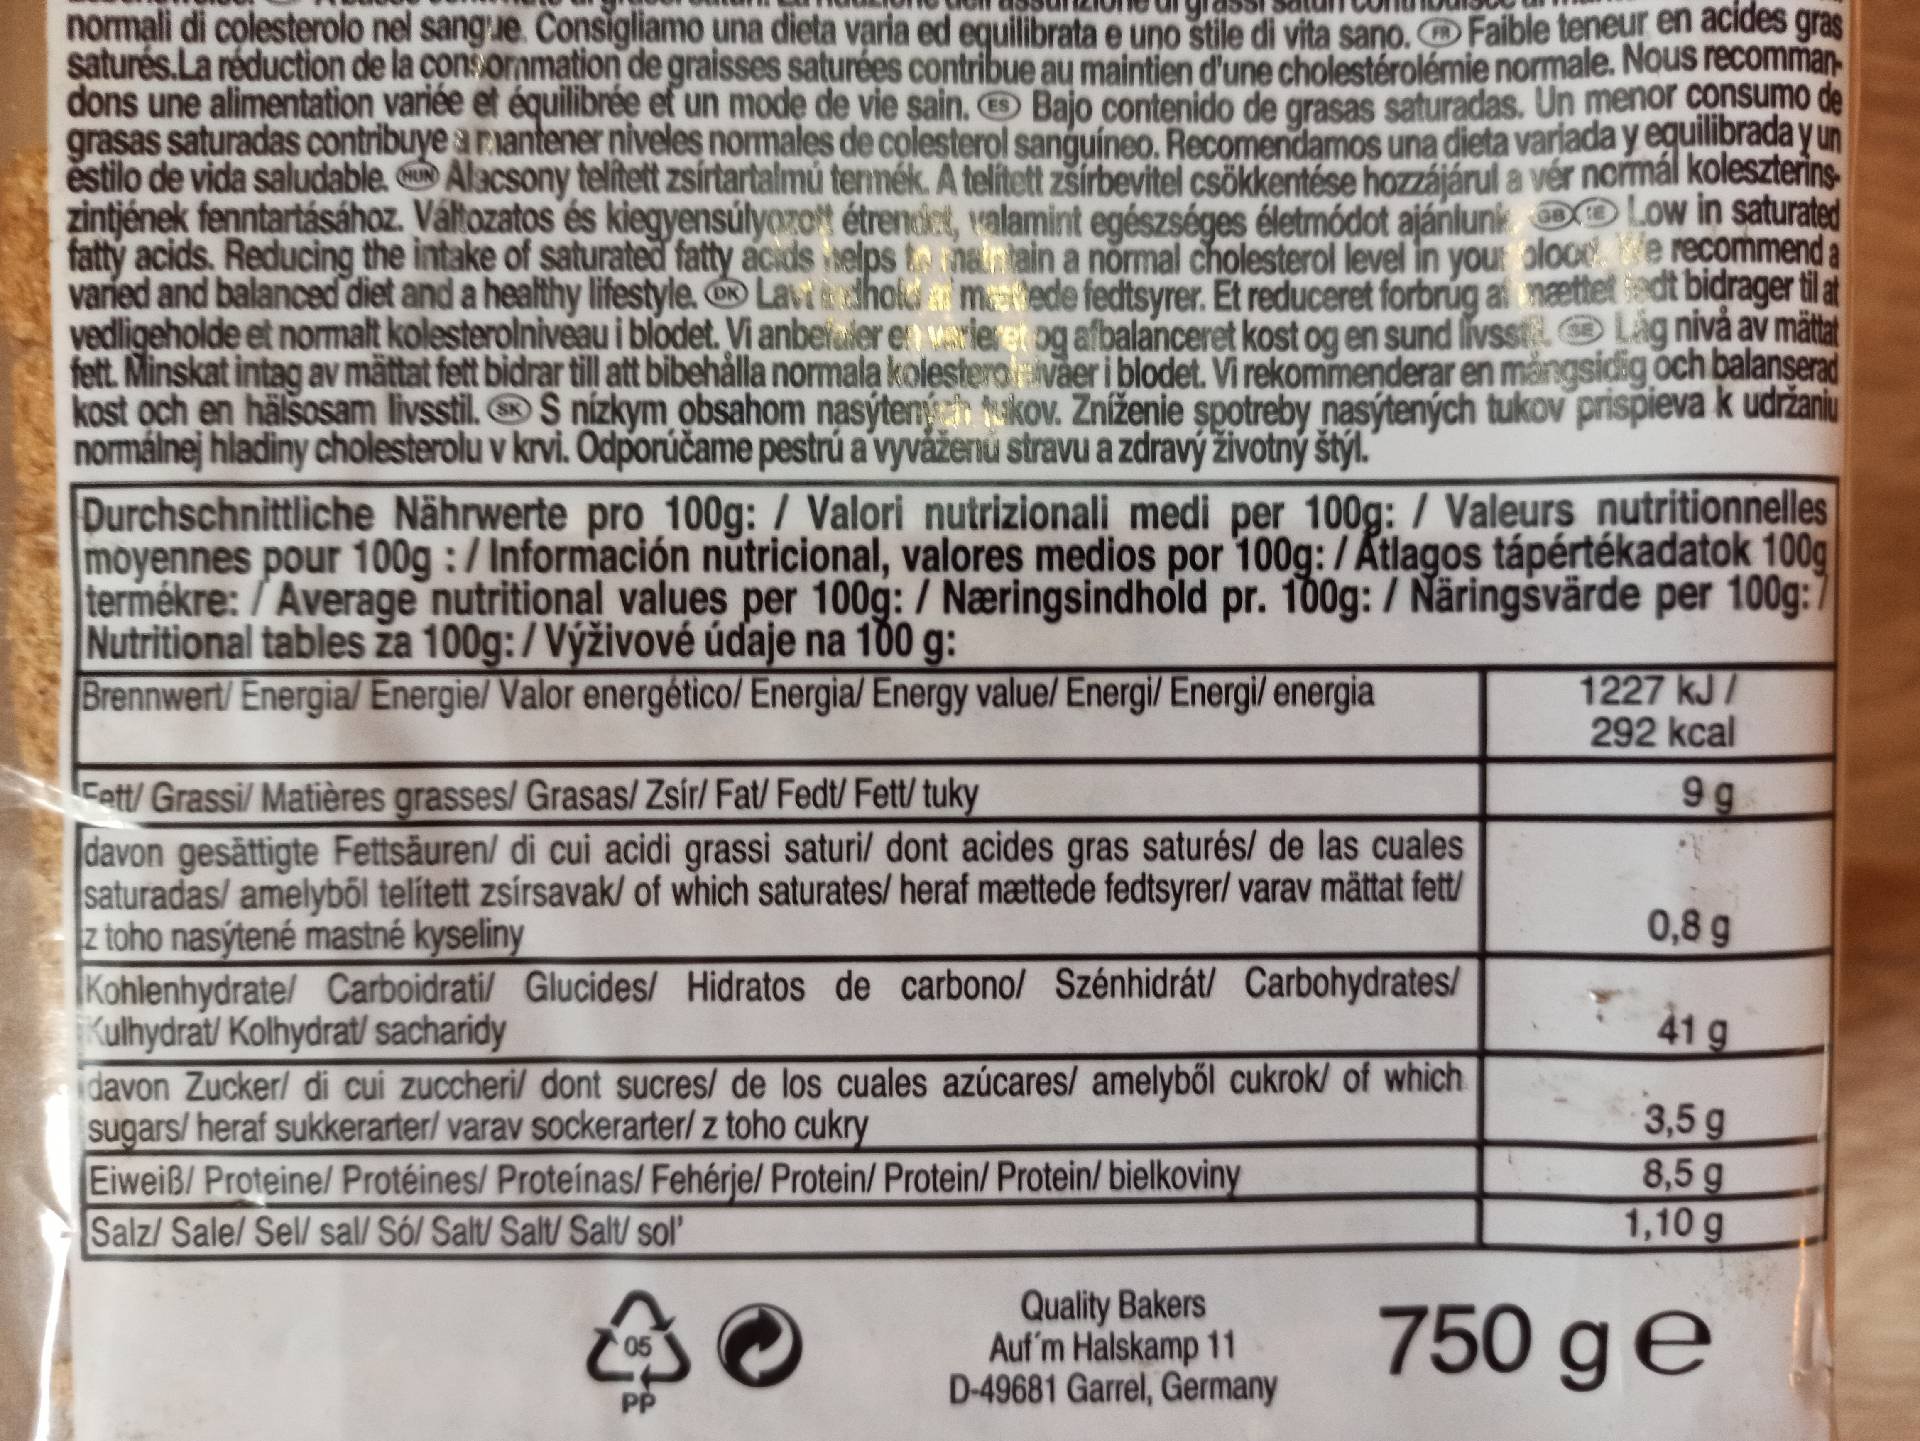 normali di colesterolo nel sangue. Consigliamo una dieta varia ed equilibrata e uno stile di vita sano. FR Faible teneur en acides gras
saturés.La réduction de la consommation de graisses saturées contribue au maintien d'une cholestérolémie normale. Nous recomman-
dons une alimentation variée et équilibrée et un mode de vie sain. ES Bajo contenido de grasas saturadas. Un menor consumo de
grasas saturadas contribuye a mantener niveles normales de colesterol sanguíneo. Recomendamos una dieta variada y equilibrada y un
estilo de vida saludable. HUN Alacsony telített zsírtartalmú termék. A telített zsírbevitel csökkentése hozzájárul a vér normál koleszterins-
zintjének fenntartásához. Változatos és kiegyensúlyozott étrendet, valamint egészséges életmódot ajánlunk GB IE Low in saturated
fatty acids. Reducing the intake of saturated fatty acids helps to maintain a normal cholesterol level in your blood. We recommend a
varied and balanced diet and a healthy lifestyle. DK Lavt indhold af mættede fedtsyrer. Et reduceret forbrug af mættet fedt bidrager til at
vedligeholde et normalt kolesterolniveau i blodet. Vi anbefaler en varieret og afbalanceret kost og en sund livsstil. SE Låg nivå av mättat
fett. Minskat intag av mättat fett bidrar till att bibehålla normala kolesterolnivåer i blodet. Vi rekommenderar en mångsidig och balanserad
kost och en hälsosam livsstil. SK S nízkym obsahom nasýtených tukov. Zníženie spotreby nasýtených tukov prispieva k udržaniu
normálnej hladiny cholesterolu v krvi. Odporúčame pestrú a vyváženú stravu a zdravý životný štýl.
Durchschnittliche Nährwerte pro 100g: / Valori nutrizionali medi per 100g: / Valeurs nutritionnelles
moyennes pour 100g : / Información nutricional, valores medios por 100g: / Átlagos tápértékadatok 100g
termékre: / Average nutritional values per 100g: / Næringsindhold pr. 100g: / Näringsvärde per 100g: /
Nutritional tables za 100g: / Výživové údaje na 100 g:
Brennwert/ Energia/ Energie/ Valor energético/ Energia/ Energy value/ Energi/ Energi/ energia 1227 kJ /
292 kcal
Fett/ Grassi/ Matières grasses/ Grasas/ Zsír/ Fat/ Fedt/ Fett/ tuky 9 g
davon gesättigte Fettsäuren/ di cui acidi grassi saturi/ dont acides gras saturés/ de las cuales
saturadas/ amelyből telített zsírsavak/ of which saturates/ heraf mættede fedtsyrer/ varav mättat fett/
z toho nasýtené mastné kyseliny 0,8 g
Kohlenhydrate/ Carboidrati/ Glucides/ Hidratos de carbono/ Szénhidrát/ Carbohydrates/
Kulhydrat/ Kolhydrat/ sacharidy 41 g
davon Zucker/ di cui zuccheri/ dont sucres/ de los cuales azúcares/ amelyből cukrok/ of which
sugars/ heraf sukkerarter/ varav sockerarter/ z toho cukry 3,5 g
Eiweiß/ Proteine/ Protéines/ Proteínas/ Fehérje/ Protein/ Protein/ Protein/ bielkoviny 8,5 g
Salz/ Sale/ Sel/ sal/ Só/ Salt/ Salt/ Salt/ sol' 1,10 g
05
PP
Quality Bakers
Auf´m Halskamp 11
D-49681 Garrel, Germany
750 g e